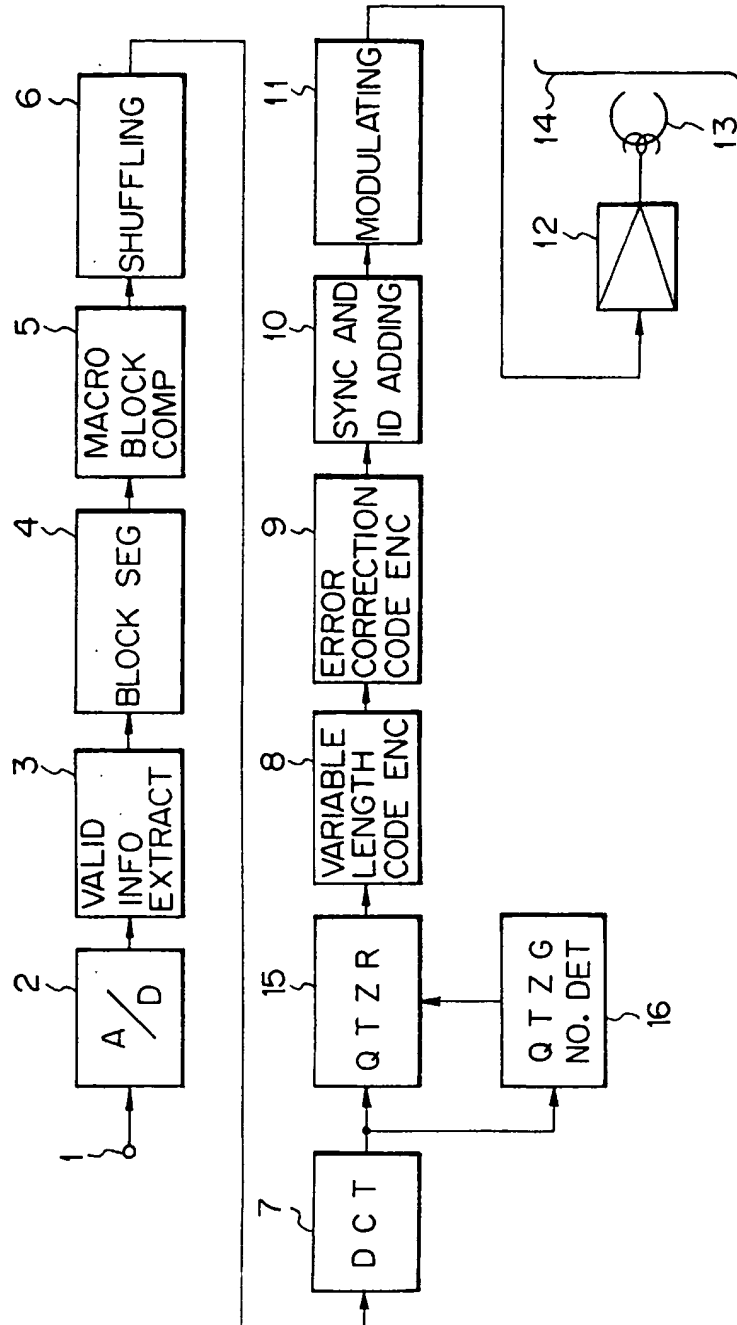 1
2
A/D
3
VALID
INFO
EXTRACT
4
BLOCK SEG
5
MACRO
BLOCK
COMP
6
SHUFFLING
7
DCT
15
QTZR
16
QTZG
NO. DET
8
VARIABLE
LENGTH
CODE ENC
9
ERROR
CORRECTION
CODE ENC
10
SYNC AND
ID ADDING
11
MODULATING
12
13
14